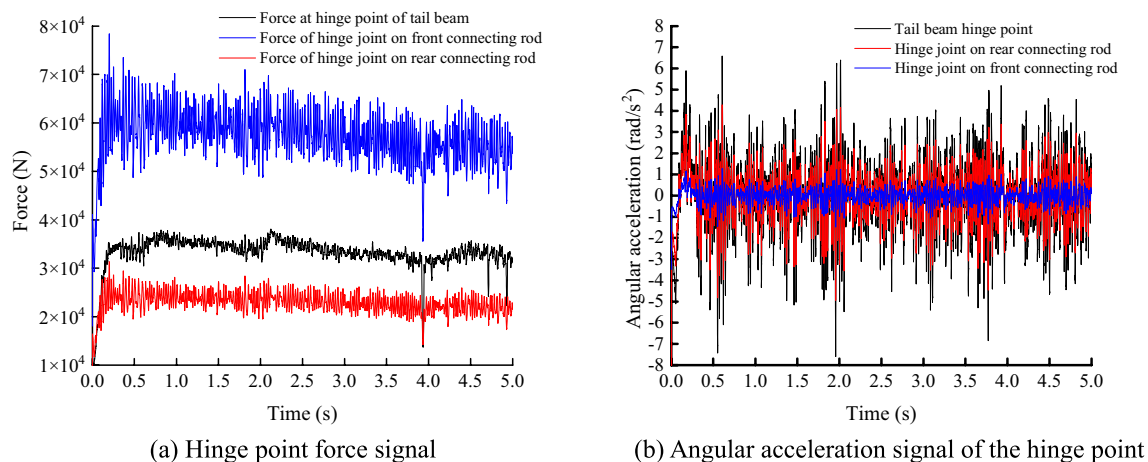 Force at hinge point of tail beam
Force of hinge joint on front connecting rod
Force of hinge joint on rear connecting rod
8×10⁴
7×10⁴
6×10⁴
5×10⁴
4×10⁴
3×10⁴
2×10⁴
1×10⁴
Force (N)
0.0 0.5 1.0 1.5 2.0 2.5 3.0 3.5 4.0 4.5 5.0
Time (s)
(a) Hinge point force signal
Tail beam hinge point
Hinge joint on rear connecting rod
Hinge joint on front connecting rod
8
7
6
5
4
3
2
1
0
-1
-2
-3
-4
-5
-6
-7
-8
Angular acceleration (rad/s²)
0.0 0.5 1.0 1.5 2.0 2.5 3.0 3.5 4.0 4.5 5.0
Time (s)
(b) Angular acceleration signal of the hinge point